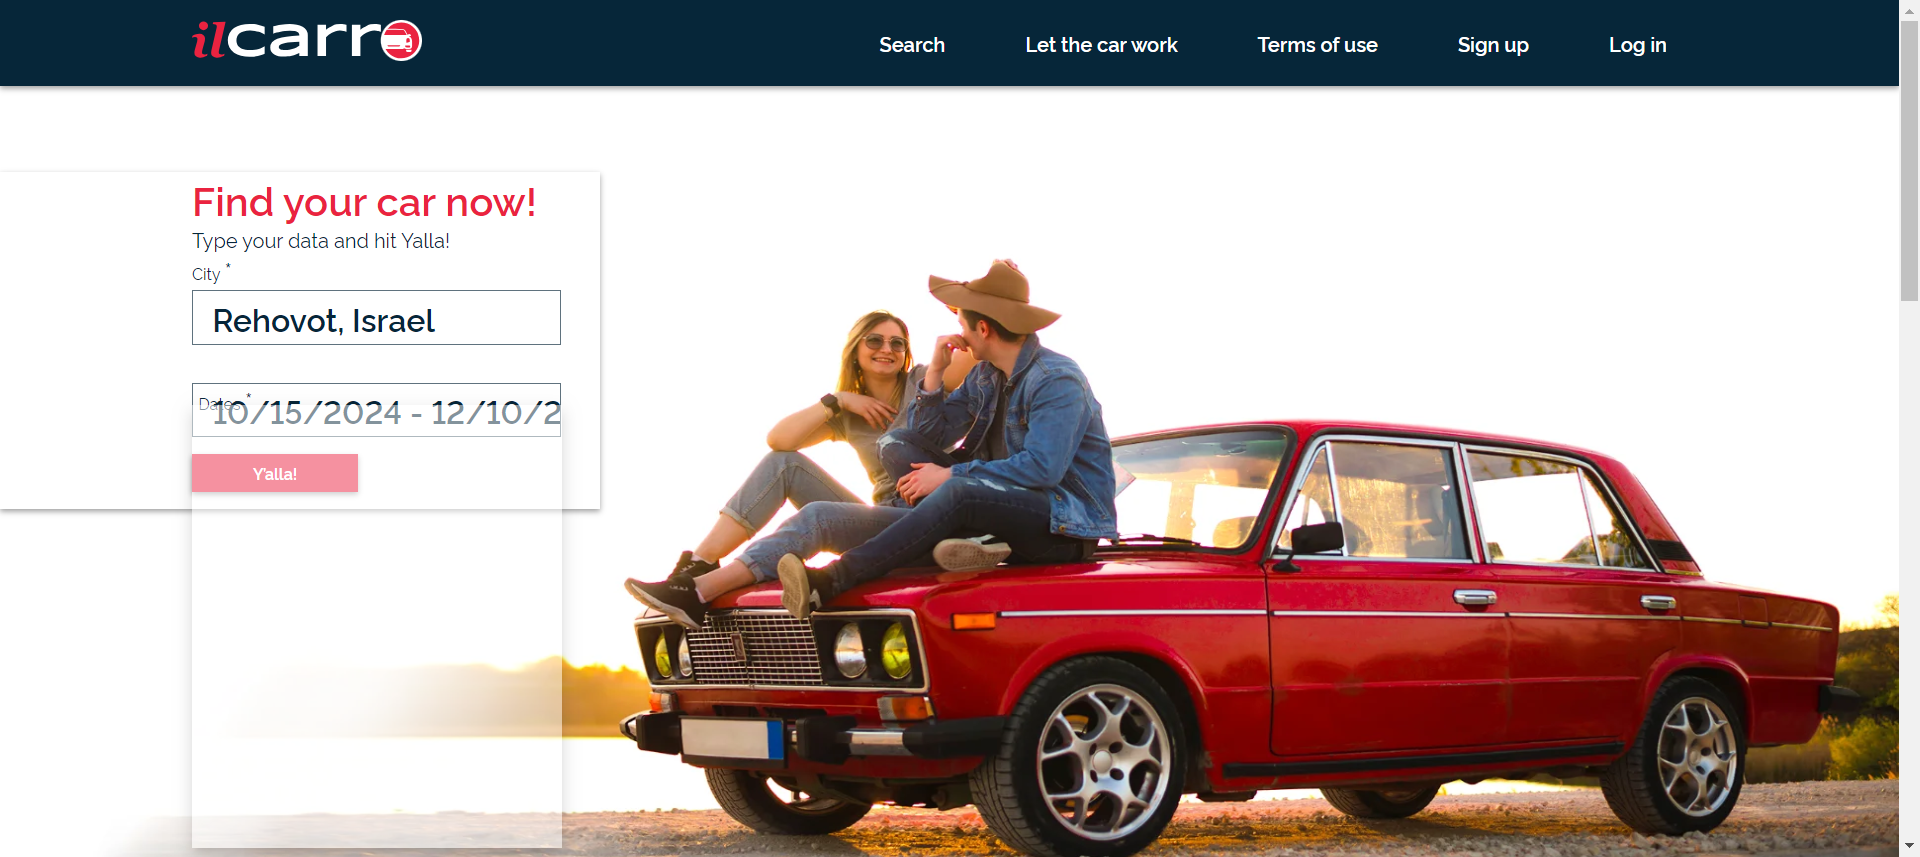 ilcarro
Search
Let the car work
Terms of use
Sign up
Log in
Find your car now!
Type your data and hit Yalla!
City *
Rehovot, Israel
Dates *
10/15/2024 - 12/10/2
Y'alla!